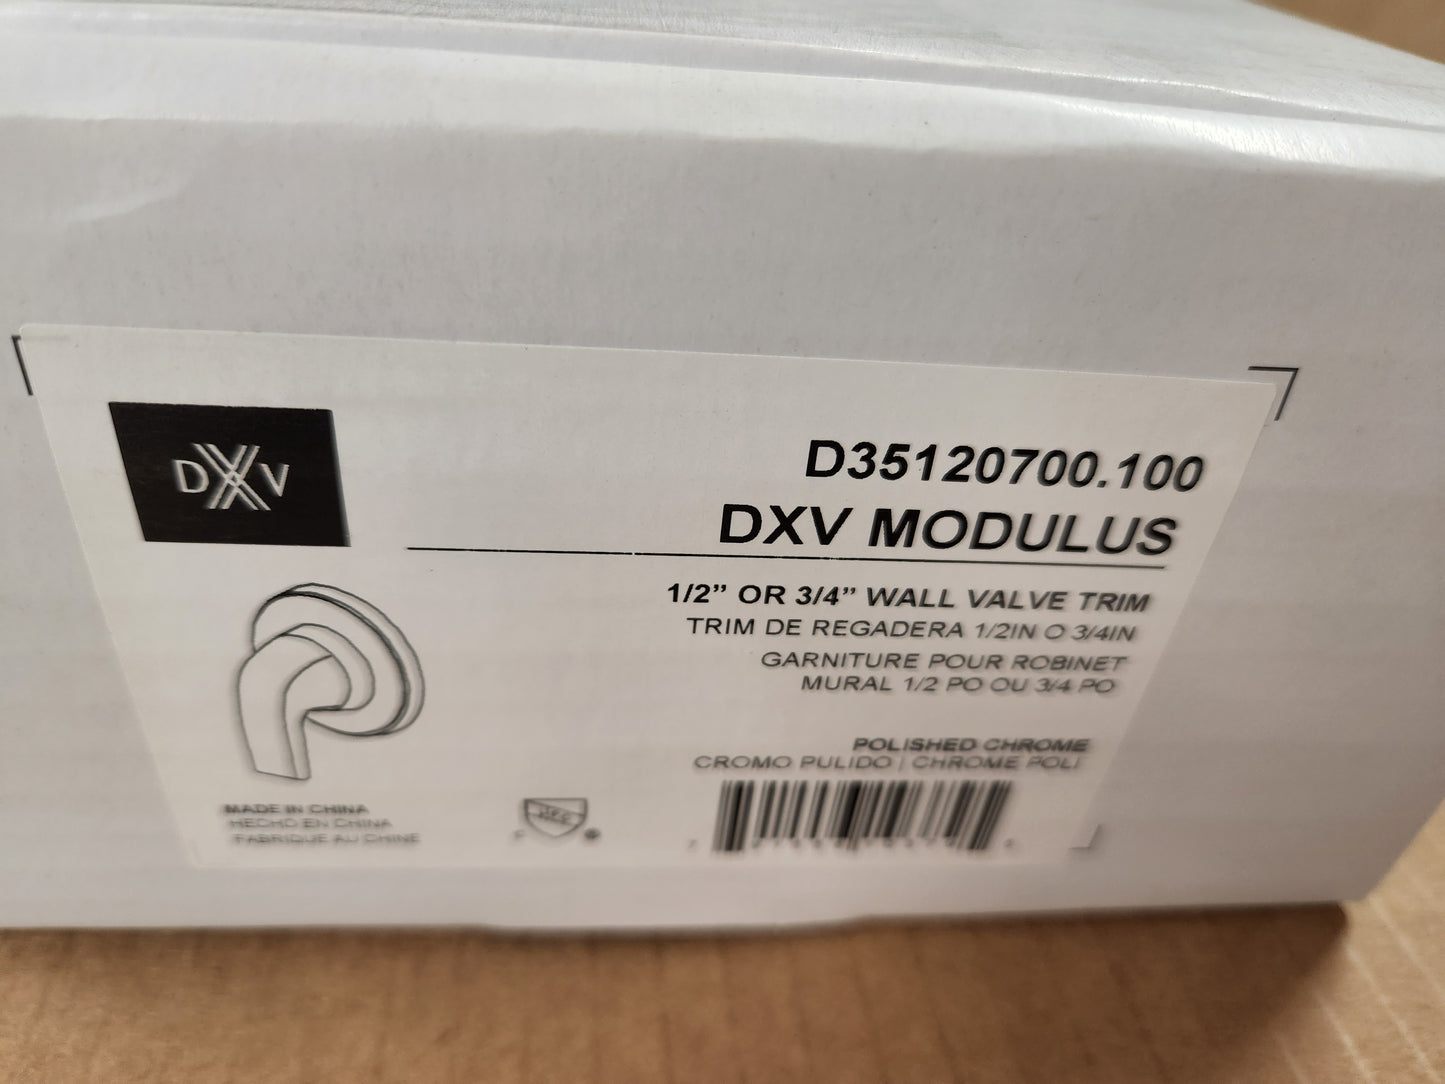 DXV
D35120700.100
DXV MODULUS
1/2” OR 3/4” WALL VALVE TRIM
TRIM DE REGADERA 1/2IN O 3/4IN
GARNITURE POUR ROBINET
MURAL 1/2 PO OU 3/4 PO
POLISHED CHROME
CROMO PULIDO | CHROME POLI
MADE IN CHINA
HECHO EN CHINA
FABRIQUE AU CHINE